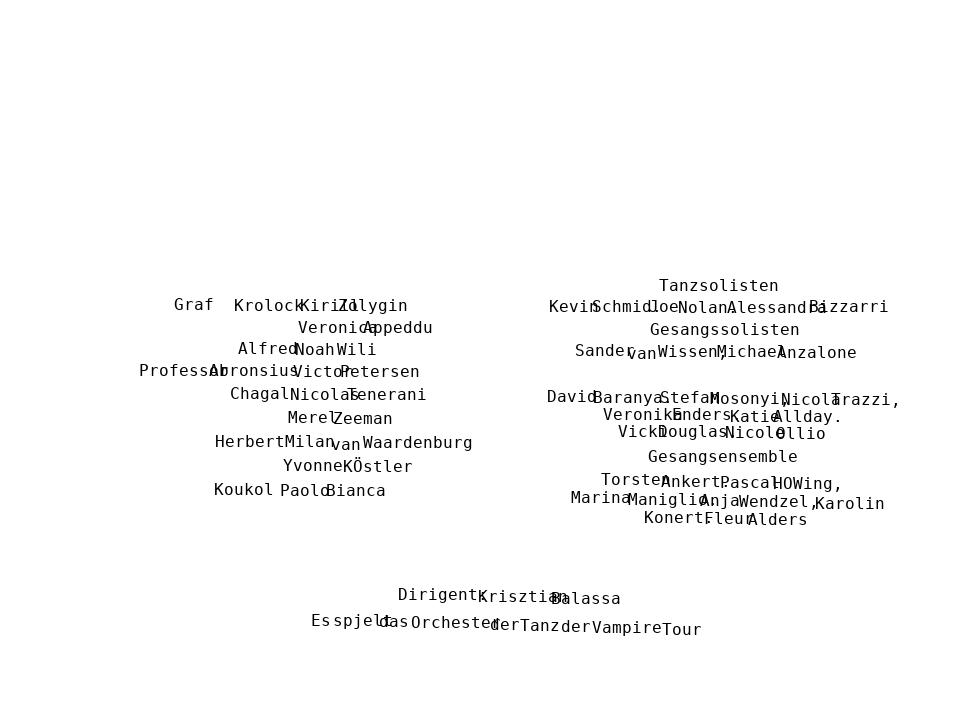 Graf Krolock Kirill Zolygin
Veronica Appeddu
Alfred Noah Wili
Professor Abronsius Victor Petersen
Chagal Nicolas Tenerani
Merel Zeeman
Herbert Milan van Waardenburg
Yvonne KÖstler
Koukol Paolo Bianca
Tanzsolisten
Kevin Schmid. Joe Nolan. Alessandra Bizzarri
Gesangssolisten
Sander van Wissen, Michael Anzalone
David Baranya. Stefan Mosonyi, Nicola Trazzi,
Veronika Enders. Katie Allday.
Vicki Douglas. Nicolo Ollio
Gesangsensemble
Torsten Ankert. Pascal HOWing,
Marina Maniglio. Anja Wendzel, Karolin
Konert. Fleur Alders
Dirigent. Krisztian Balassa
Es spjelt das Orchester der Tanz der Vampire Tour